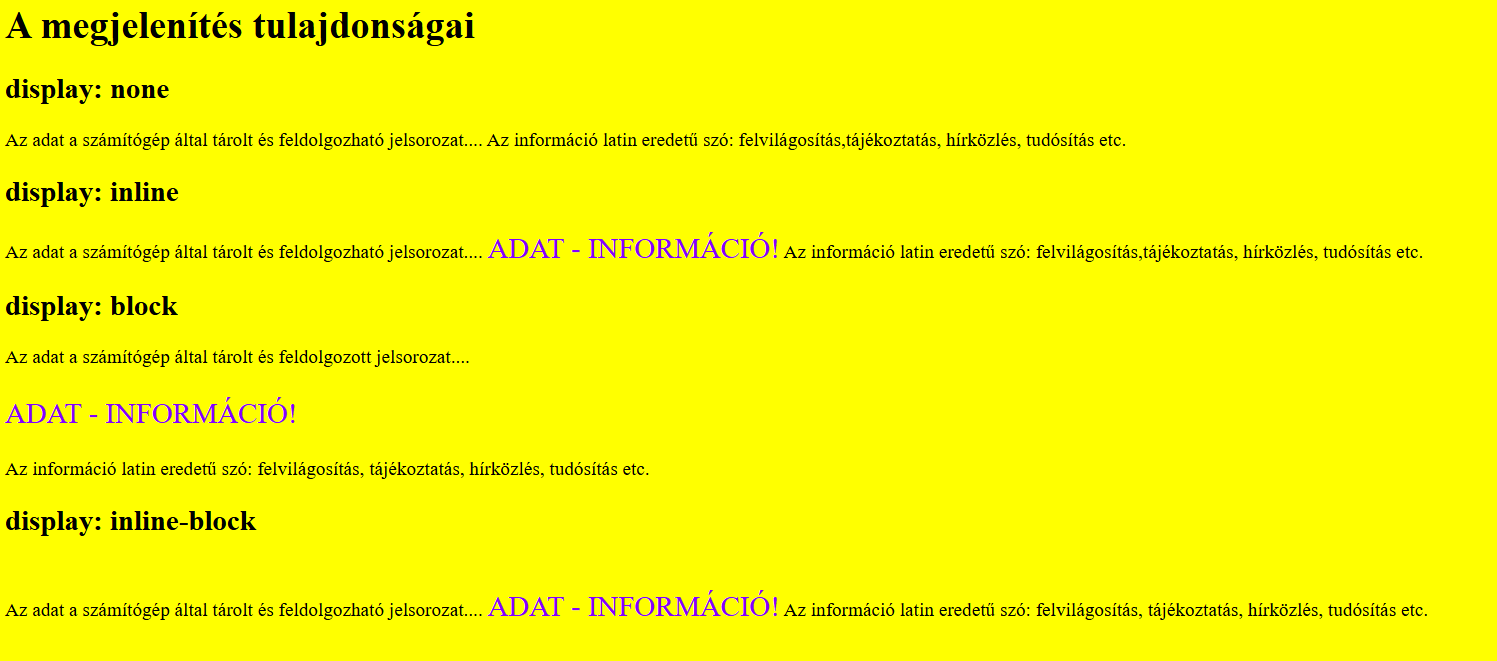 A megjelenítés tulajdonságai
display: none
Az adat a számítógép által tárolt és feldolgozható jelsorozat.... Az információ latin eredetű szó: felvilágosítás,tájékoztatás, hírközlés, tudósítás etc.
display: inline
Az adat a számítógép által tárolt és feldolgozható jelsorozat.... ADAT - INFORMÁCIÓ! Az információ latin eredetű szó: felvilágosítás,tájékoztatás, hírközlés, tudósítás etc.
display: block
Az adat a számítógép által tárolt és feldolgozott jelsorozat....
ADAT - INFORMÁCIÓ!
Az információ latin eredetű szó: felvilágosítás, tájékoztatás, hírközlés, tudósítás etc.
display: inline-block
Az adat a számítógép által tárolt és feldolgozható jelsorozat.... ADAT - INFORMÁCIÓ! Az információ latin eredetű szó: felvilágosítás, tájékoztatás, hírközlés, tudósítás etc.